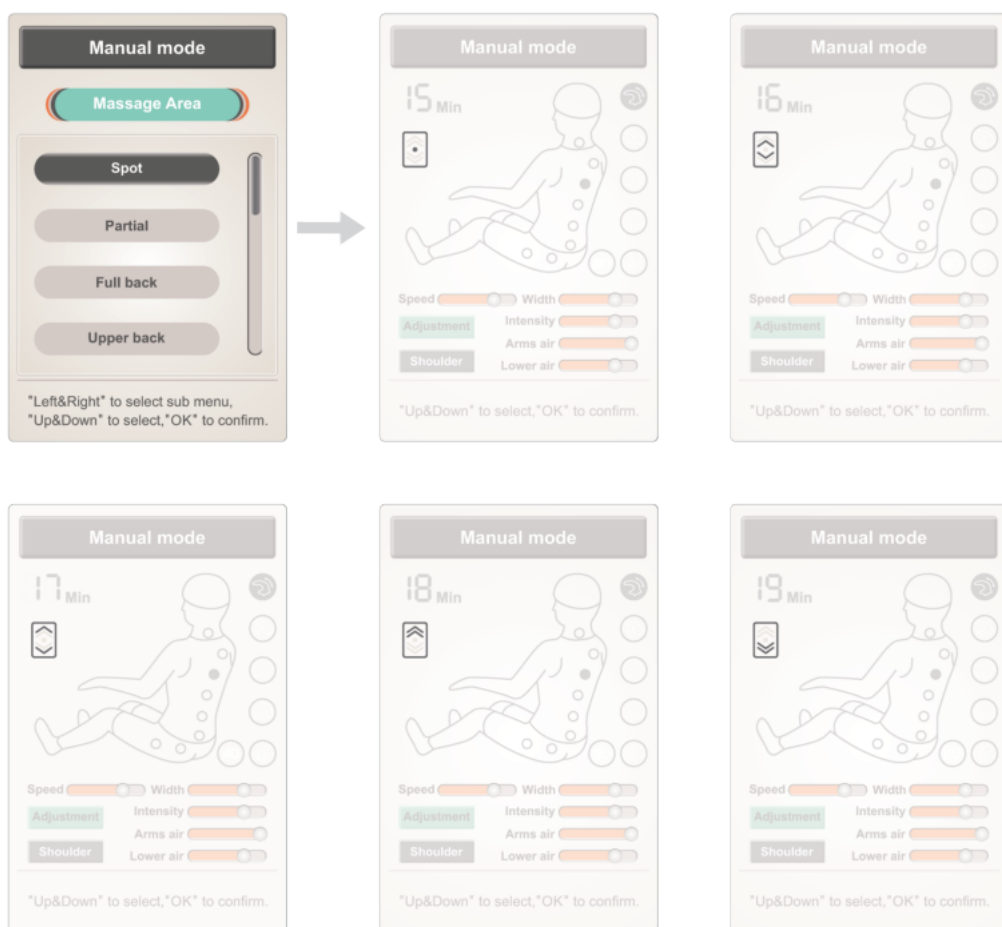 Manual mode
Massage Area
Spot
Partial
Full back
Upper back
"Left&Right" to select sub menu,
"Up&Down" to select,"OK" to confirm.
Manual mode
15 Min
Speed Width
Adjustment Intensity
Arms air
Shoulder Lower air
"Up&Down" to select,"OK" to confirm.
Manual mode
16 Min
Speed Width
Adjustment Intensity
Arms air
Shoulder Lower air
"Up&Down" to select,"OK" to confirm.
Manual mode
17 Min
Speed Width
Adjustment Intensity
Arms air
Shoulder Lower air
"Up&Down" to select,"OK" to confirm.
Manual mode
18 Min
Speed Width
Adjustment Intensity
Arms air
Shoulder Lower air
"Up&Down" to select,"OK" to confirm.
Manual mode
19 Min
Speed Width
Adjustment Intensity
Arms air
Shoulder Lower air
"Up&Down" to select,"OK" to confirm.